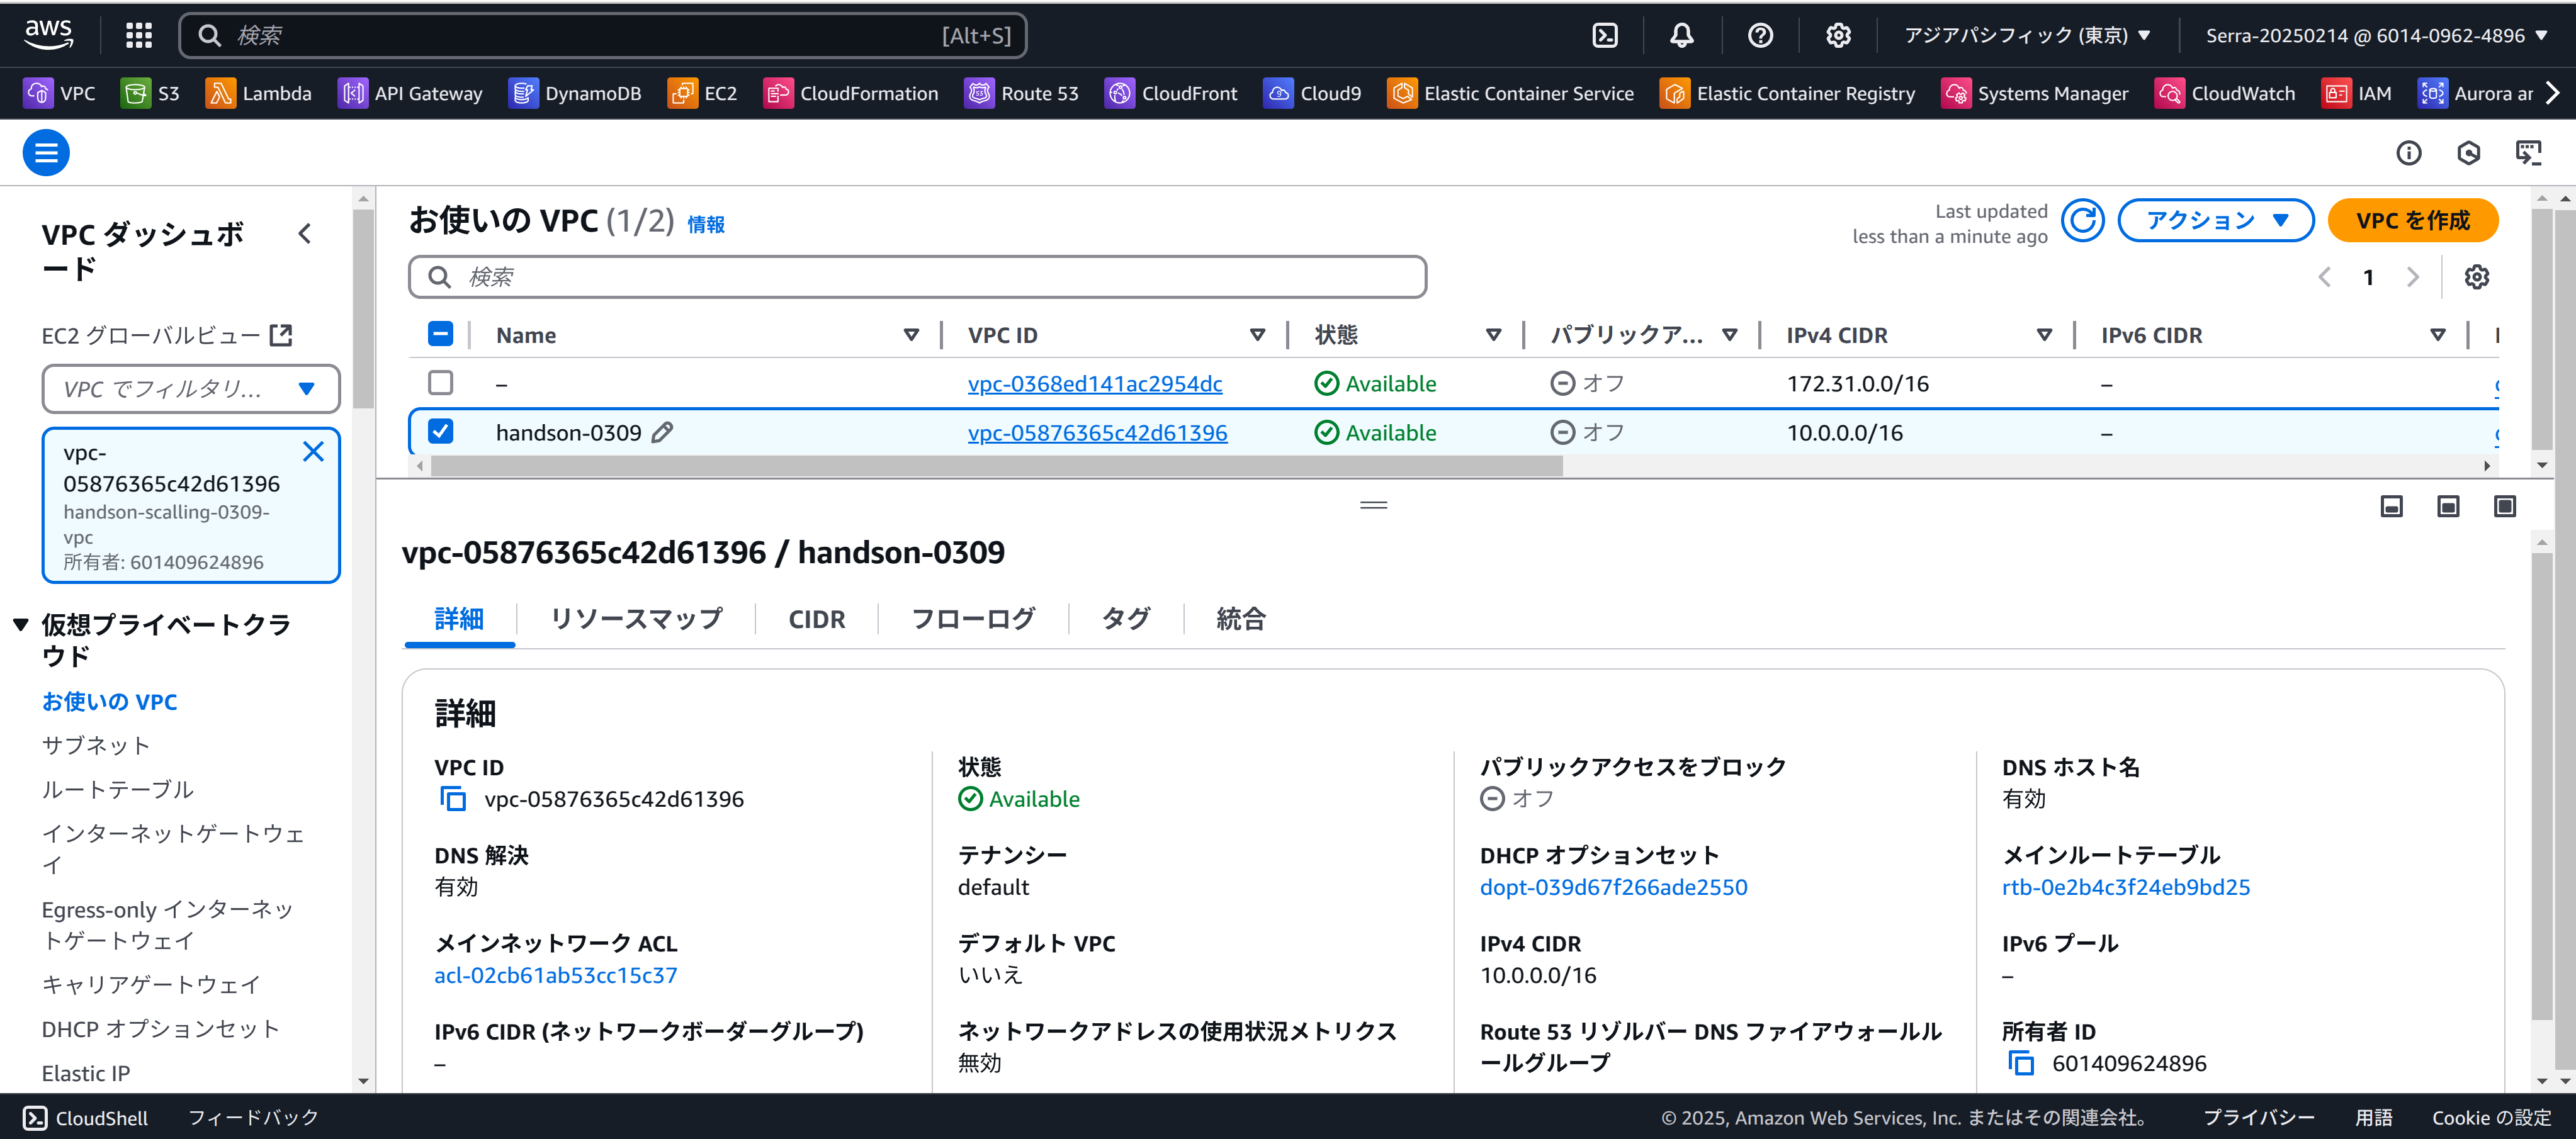 aws 検索 [Alt+S] アジアパシフィック (東京) Serra-20250214 @ 6014-0962-4896
VPC S3 Lambda API Gateway DynamoDB EC2 CloudFormation Route 53 CloudFront Cloud9 Elastic Container Service Elastic Container Registry Systems Manager CloudWatch IAM Aurora ar
VPC ダッシュボ
ード
EC2 グローバルビュー
VPC でフィルタリ...
vpc-
05876365c42d61396
handson-scalling-0309-
vpc
所有者: 601409624896
仮想プライベートクラ
ウド
お使いの VPC
サブネット
ルートテーブル
インターネットゲートウェ
イ
Egress-only インターネッ
トゲートウェイ
キャリアゲートウェイ
DHCP オプションセット
Elastic IP
お使いの VPC (1/2) 情報
Last updated
less than a minute ago
アクション
VPC を作成
検索
1
Name VPC ID 状態 パブリックア... IPv4 CIDR IPv6 CIDR
– vpc-0368ed141ac2954dc Available オフ 172.31.0.0/16 –
handson-0309 vpc-05876365c42d61396 Available オフ 10.0.0.0/16 –
vpc-05876365c42d61396 / handson-0309
詳細 リソースマップ CIDR フローログ タグ 統合
詳細
VPC ID
vpc-05876365c42d61396
状態
Available
パブリックアクセスをブロック
オフ
DNS ホスト名
有効
DNS 解決
有効
テナンシー
default
DHCP オプションセット
dopt-039d67f266ade2550
メインルートテーブル
rtb-0e2b4c3f24eb9bd25
メインネットワーク ACL
acl-02cb61ab53cc15c37
デフォルト VPC
いいえ
IPv4 CIDR
10.0.0.0/16
IPv6 プール
–
IPv6 CIDR (ネットワークボーダーグループ)
–
ネットワークアドレスの使用状況メトリクス
無効
Route 53 リゾルバー DNS ファイアウォールル
ールグループ
所有者 ID
601409624896
CloudShell フィードバック © 2025, Amazon Web Services, Inc. またはその関連会社。 プライバシー 用語 Cookie の設定